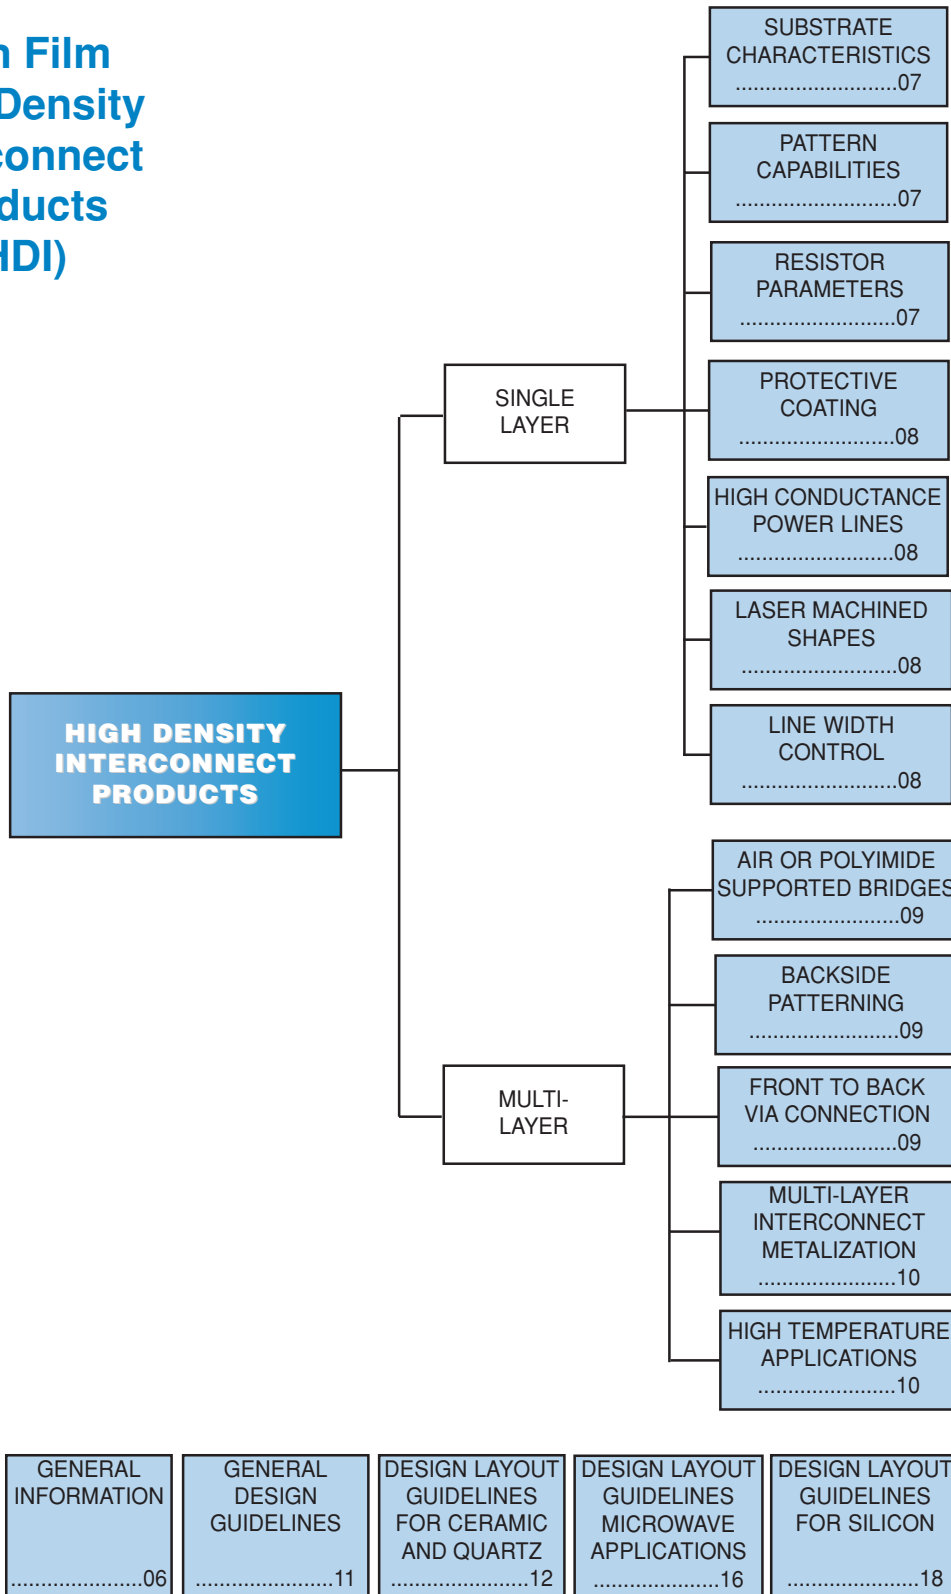 n Film
Density
connect
ducts
HDI)
SUBSTRATE
CHARACTERISTICS
...........................07
PATTERN
CAPABILITIES
...........................07
RESISTOR
PARAMETERS
..........................07
PROTECTIVE
COATING
..........................08
HIGH CONDUCTANCE
POWER LINES
..........................08
LASER MACHINED
SHAPES
..........................08
LINE WIDTH
CONTROL
..........................08
SINGLE
LAYER
HIGH DENSITY
INTERCONNECT
PRODUCTS
AIR OR POLYIMIDE
SUPPORTED BRIDGES
........................09
BACKSIDE
PATTERNING
.........................09
FRONT TO BACK
VIA CONNECTION
........................09
MULTI-LAYER
INTERCONNECT
METALIZATION
.......................10
HIGH TEMPERATURE
APPLICATIONS
.......................10
MULTI-
LAYER
GENERAL
INFORMATION
......................06
GENERAL
DESIGN
GUIDELINES
.......................11
DESIGN LAYOUT
GUIDELINES
FOR CERAMIC
AND QUARTZ
.......................12
DESIGN LAYOUT
GUIDELINES
MICROWAVE
APPLICATIONS
.....................16
DESIGN LAYOUT
GUIDELINES
FOR SILICON
......................18